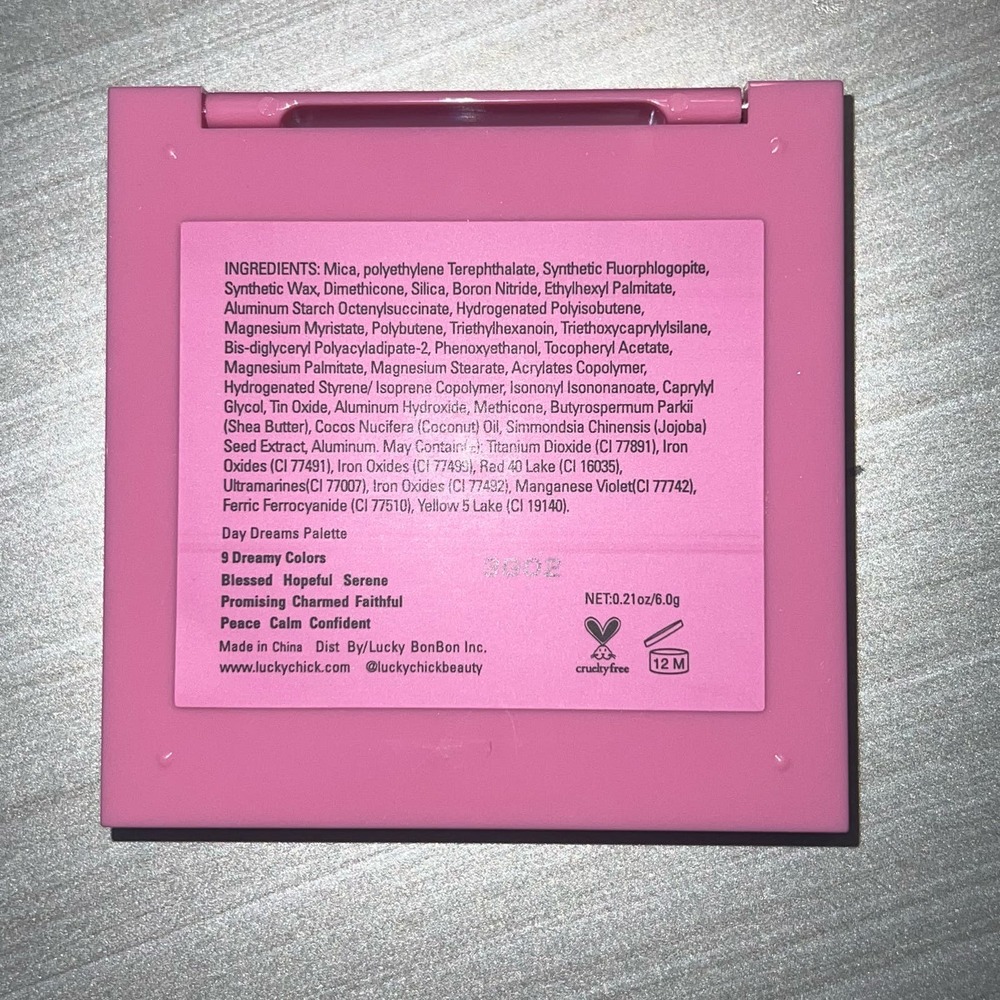 INGREDIENTS: Mica, polyethylene Terephthalate, Synthetic Fluorphlogopite,
Synthetic Wax, Dimethicone, Silica, Boron Nitride, Ethylhexyl Palmitate,
Aluminum Starch Octenylsuccinate, Hydrogenated Polyisobutene,
Magnesium Myristate, Polybutene, Triethylhexanoin, Triethoxycaprylylsilane,
Bis-diglyceryl Polyacyladipate-2, Phenoxyethanol, Tocopheryl Acetate,
Magnesium Palmitate, Magnesium Stearate, Acrylates Copolymer,
Hydrogenated Styrene/ Isoprene Copolymer, Isononyl Isononanoate, Caprylyl
Glycol, Tin Oxide, Aluminum Hydroxide, Methicone, Butyrospermum Parkii
(Shea Butter), Cocos Nucifera (Coconut) Oil, Simmondsia Chinensis (Jojoba)
Seed Extract, Aluminum. May Contain(±): Titanium Dioxide (CI 77891), Iron
Oxides (CI 77491), Iron Oxides (CI 77499), Red 40 Lake (CI 16035),
Ultramarines(CI 77007), Iron Oxides (CI 77492), Manganese Violet(CI 77742),
Ferric Ferrocyanide (CI 77510), Yellow 5 Lake (CI 19140).
Day Dreams Palette
9 Dreamy Colors
Blessed Hopeful Serene
Promising Charmed Faithful
Peace Calm Confident
Made in China Dist By/Lucky BonBon Inc.
www.luckychick.com @luckychickbeauty
NET:0.21oz/6.0g
crueltyfree
12 M